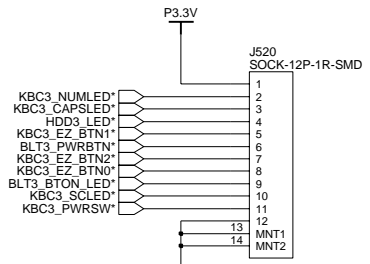 P3.3V
J520
SOCK-12P-1R-SMD
1
KBC3_NUMLED* 2
KBC3_CAPSLED* 3
HDD3_LED* 4
KBC3_EZ_BTN1* 5
BLT3_PWRBTN* 6
KBC3_EZ_BTN2* 7
KBC3_EZ_BTN0* 8
BLT3_BTON_LED* 9
KBC3_SCLED* 10
KBC3_PWRSW* 11
12
13 MNT1
14 MNT2